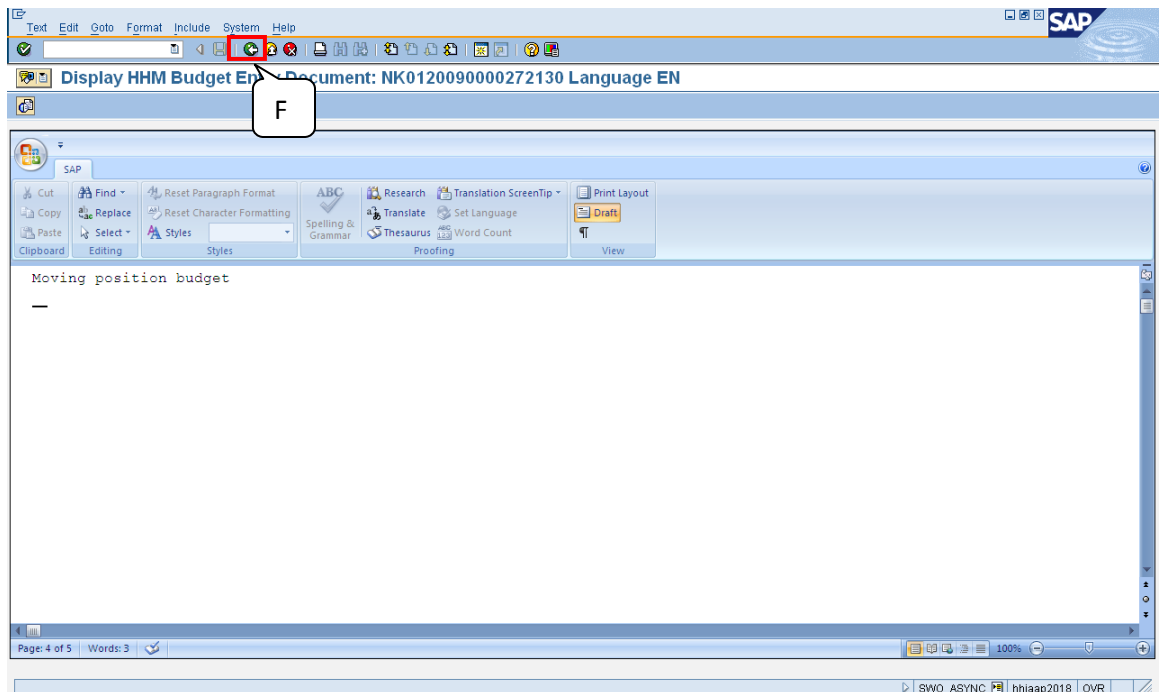 Text Edit Goto Format Include System Help
SAP
Display HHM Budget Entry Document: NK0120090000272130 Language EN
F
SAP
Cut Find Reset Paragraph Format ABC Research Translation ScreenTip Print Layout
Copy Replace Reset Character Formatting Spelling & Grammar Translate Set Language Draft
Paste Select Styles Thesaurus Word Count ¶
Clipboard Editing Styles Proofing View
Moving position budget
Page: 4 of 5 Words: 3 100%
SWO_ASYNC hhjaap2018 OVR